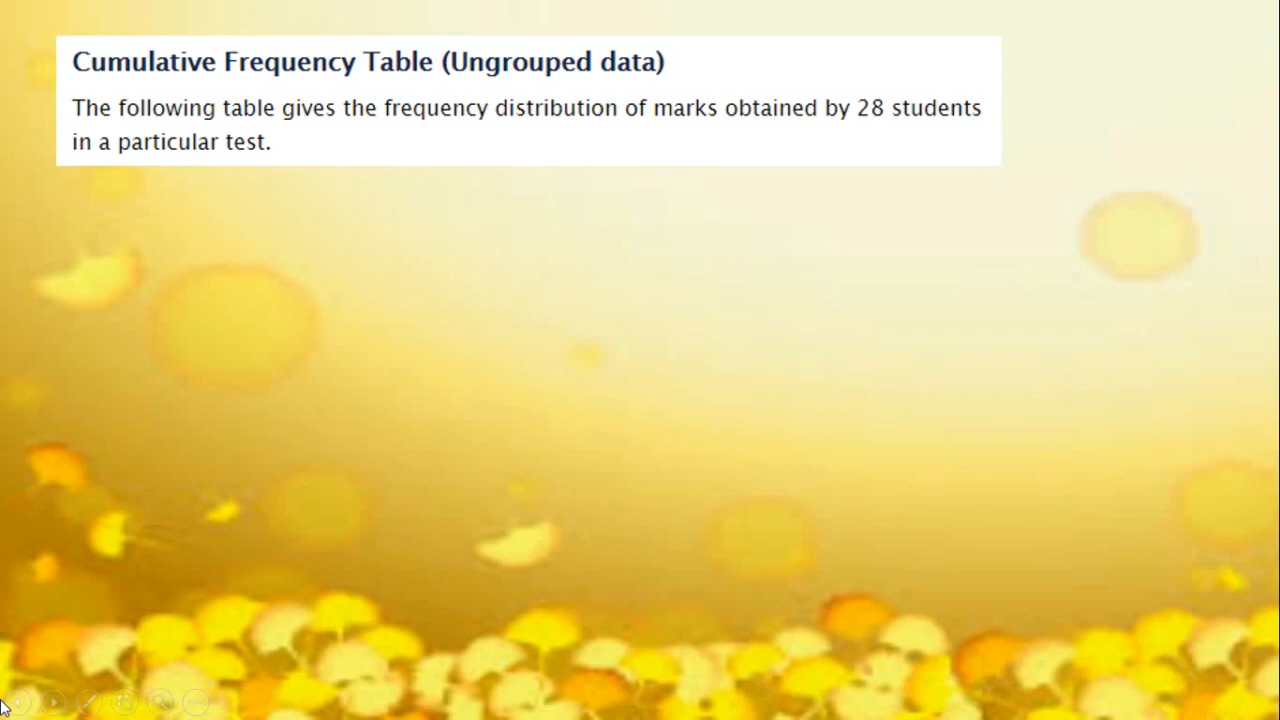 Cumulative Frequency Table (Ungrouped data)
The following table gives the frequency distribution of marks obtained by 28 students
in a particular test.